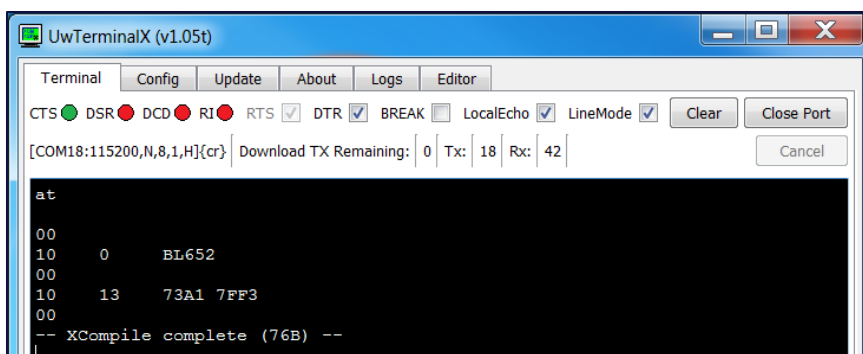 UwTerminalX (v1.05t)
Terminal Config Update About Logs Editor
CTS DSR DCD RI RTS DTR BREAK LocalEcho LineMode Clear Close Port
[COM18:115200,N,8,1,H]{cr} Download TX Remaining: 0 Tx: 18 Rx: 42 Cancel
at
00
10 0 BL652
00
10 13 73A1 7FF3
00
-- XCompile complete (76B) --